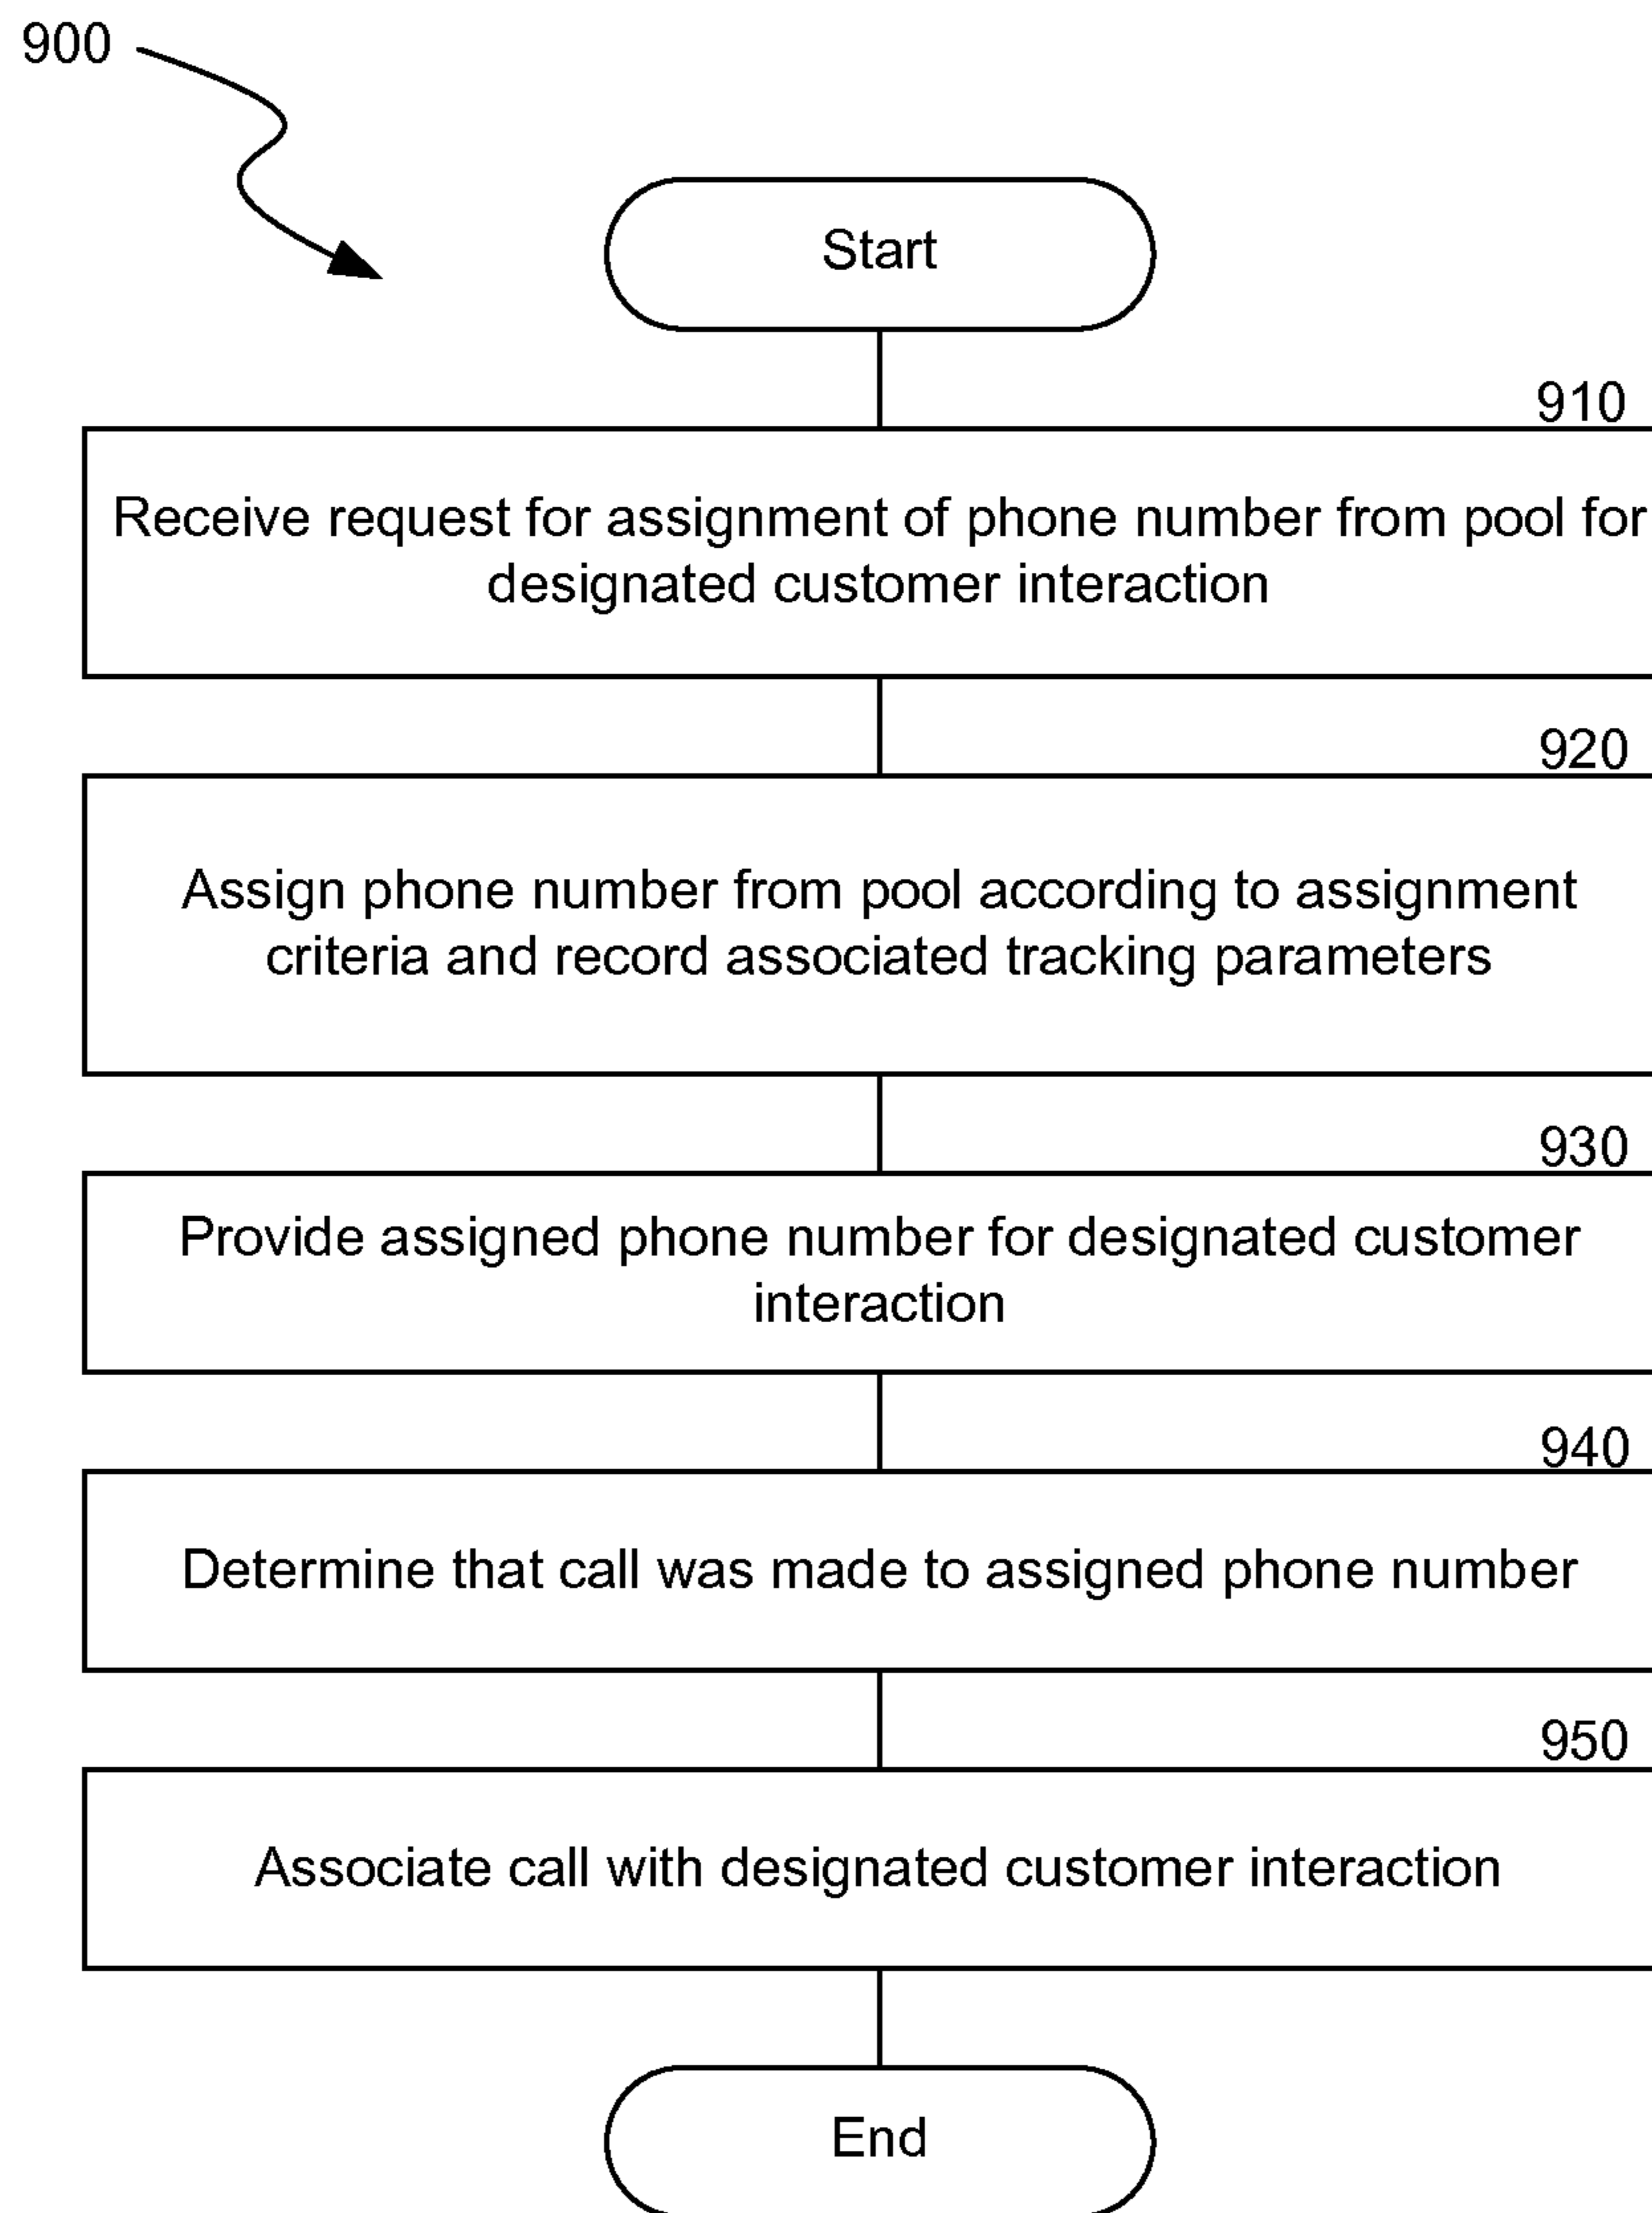 900
Start
910
Receive request for assignment of phone number from pool for
designated customer interaction
920
Assign phone number from pool according to assignment
criteria and record associated tracking parameters
930
Provide assigned phone number for designated customer
interaction
940
Determine that call was made to assigned phone number
950
Associate call with designated customer interaction
End